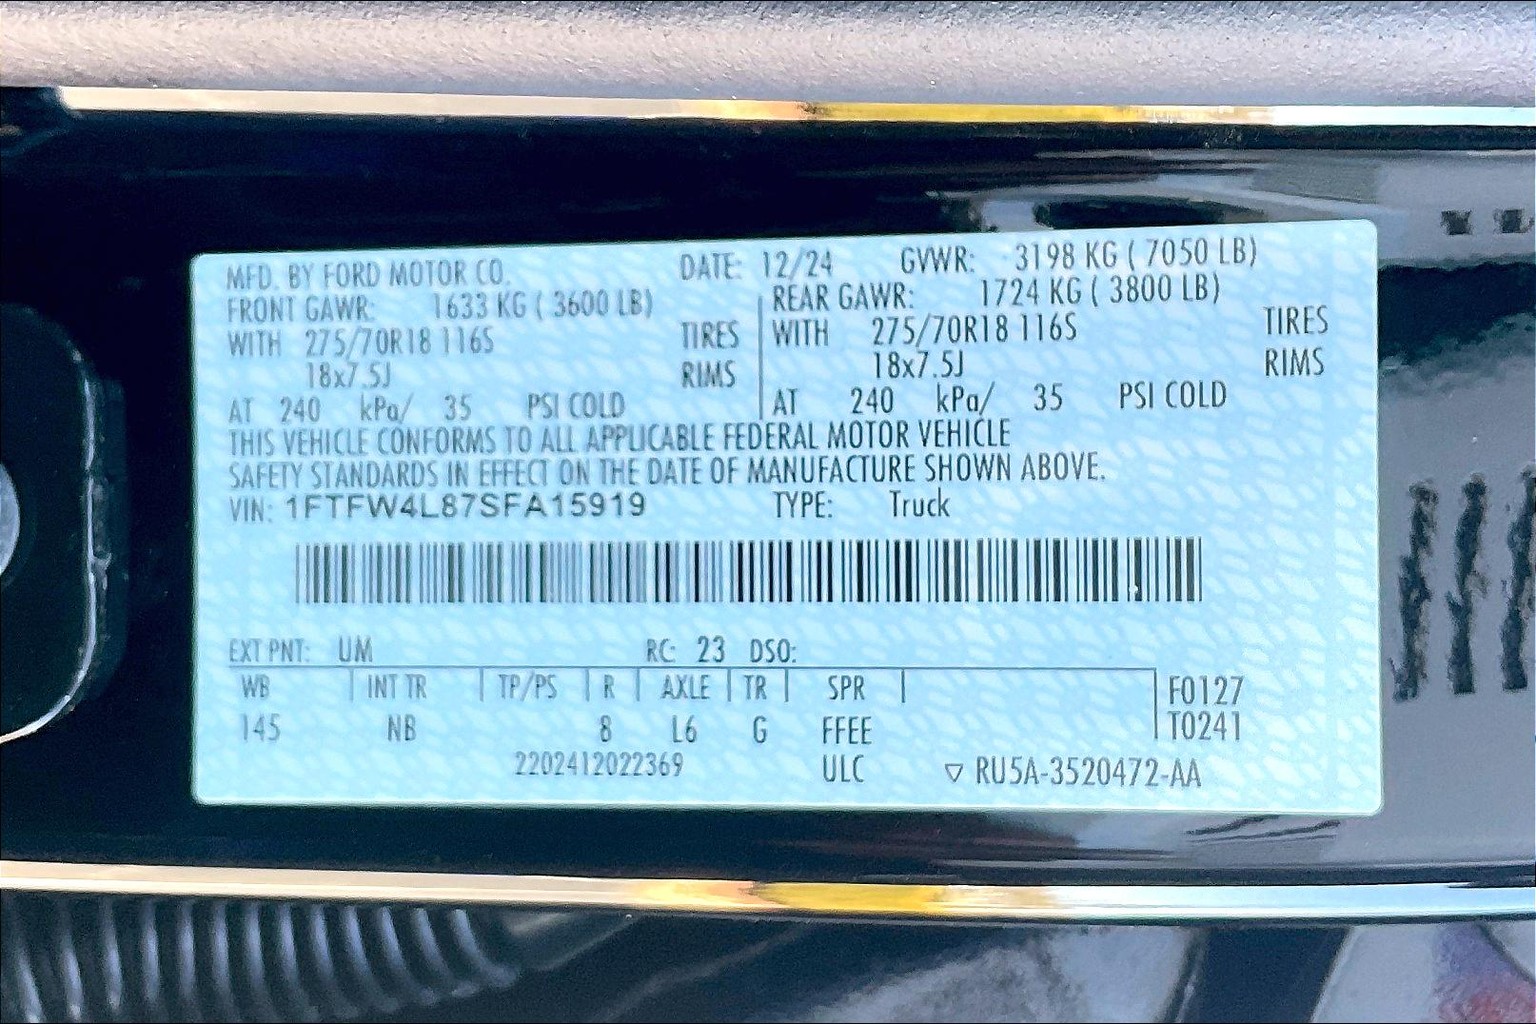 MFD. BY FORD MOTOR CO. DATE: 12/24 GVWR: 3198 KG ( 7050 LB)
FRONT GAWR: 1633 KG ( 3600 LB) REAR GAWR: 1724 KG ( 3800 LB)
WITH 275/70R18 116S TIRES WITH 275/70R18 116S TIRES
18x7.5J RIMS 18x7.5J RIMS
AT 240 kPa/ 35 PSI COLD AT 240 kPa/ 35 PSI COLD
THIS VEHICLE CONFORMS TO ALL APPLICABLE FEDERAL MOTOR VEHICLE
SAFETY STANDARDS IN EFFECT ON THE DATE OF MANUFACTURE SHOWN ABOVE.
VIN: 1FTFW4L87SFA15919 TYPE: Truck
EXT PNT: UM RC: 23 DSO:
WB INT TR TP/PS R AXLE TR SPR F0127
145 NB 8 L6 G FFEE T0241
2202412022369 ULC ▽ RU5A-3520472-AA